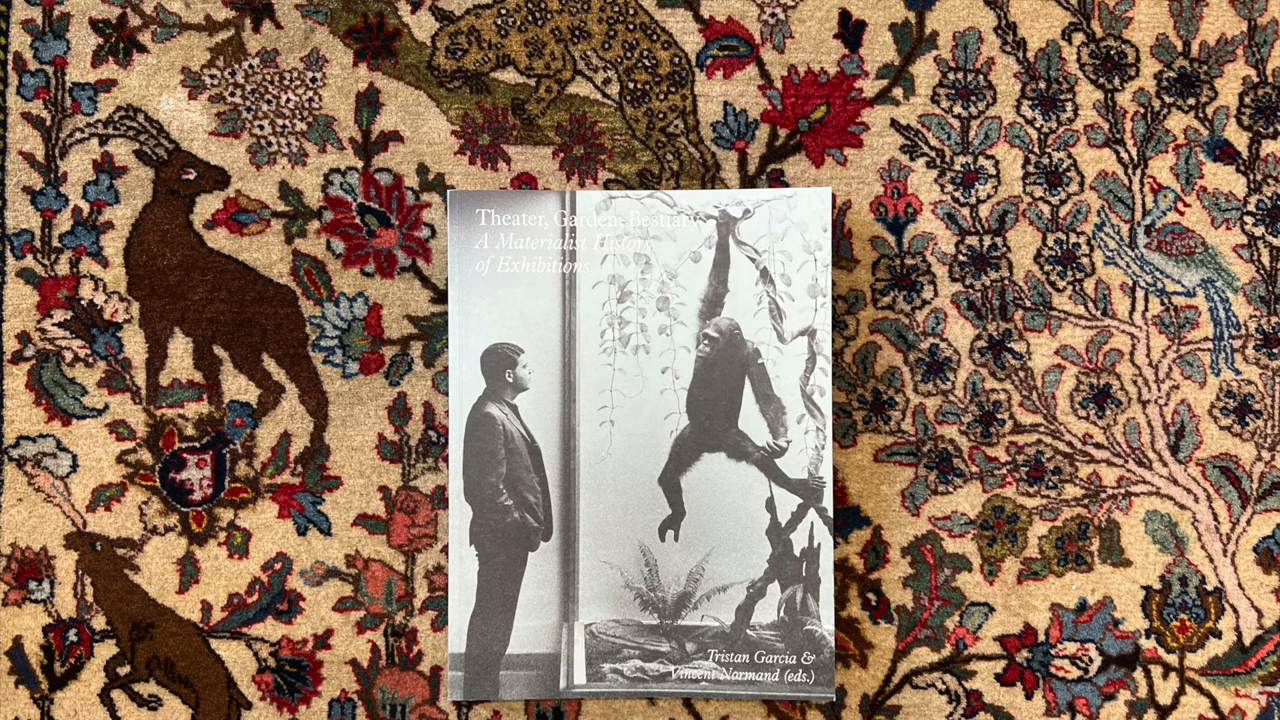 Theater, Garden, Bestiary
A Materialist History
of Exhibitions
Tristan Garcia &
Vincent Normand (eds.)